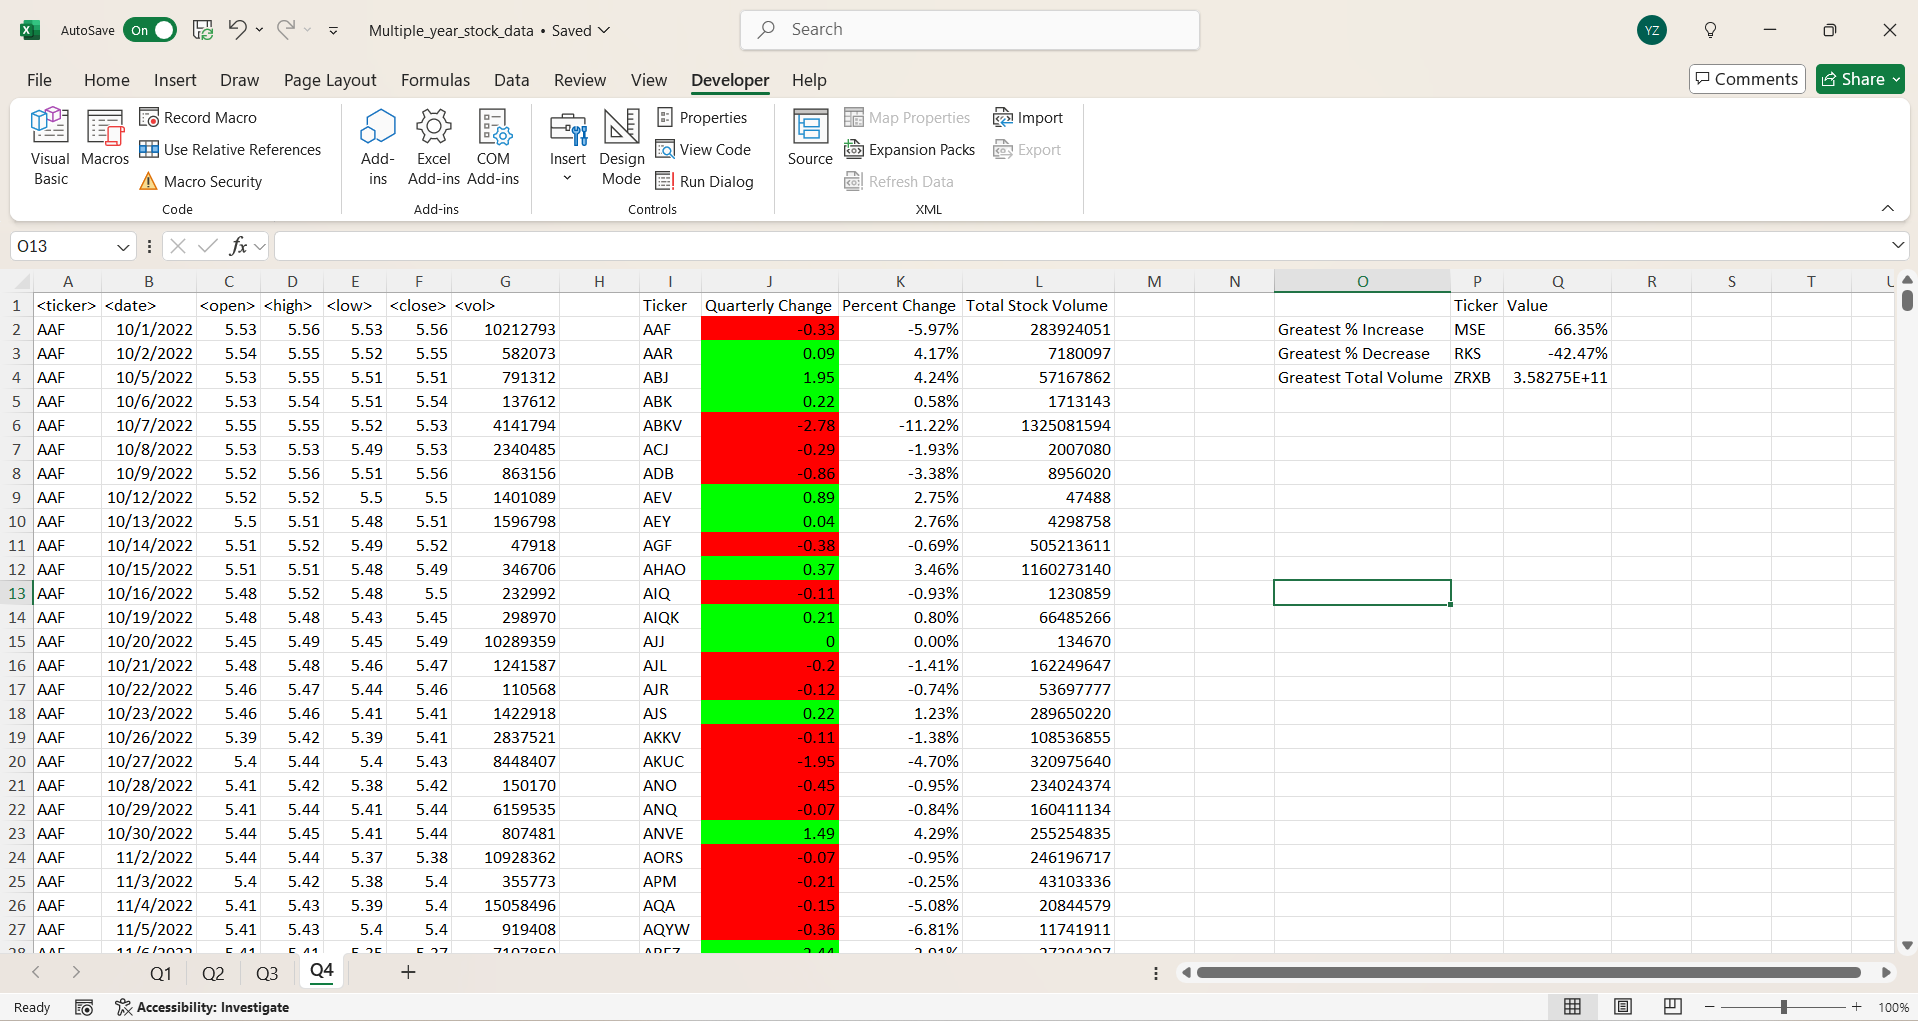 AutoSave On Multiple_year_stock_data • Saved Search YZ
File Home Insert Draw Page Layout Formulas Data Review View Developer Help Comments Share
Visual Basic Macros Record Macro Use Relative References Macro Security Code
Add-ins Excel Add-ins COM Add-ins Add-ins
Insert Design Mode Properties View Code Run Dialog Controls
Source Map Properties Expansion Packs Refresh Data Import Export XML
O13 fx
A B C D E F G H I J K L M N O P Q R S T U
1 <ticker> <date> <open> <high> <low> <close> <vol> Ticker Quarterly Change Percent Change Total Stock Volume Ticker Value
2 AAF 10/1/2022 5.53 5.56 5.53 5.56 10212793 AAF -0.33 -5.97% 283924051 Greatest % Increase MSE 66.35%
3 AAF 10/2/2022 5.54 5.55 5.52 5.55 582073 AAR 0.09 4.17% 7180097 Greatest % Decrease RKS -42.47%
4 AAF 10/5/2022 5.53 5.55 5.51 5.51 791312 ABJ 1.95 4.24% 57167862 Greatest Total Volume ZRXB 3.58275E+11
5 AAF 10/6/2022 5.53 5.54 5.51 5.54 137612 ABK 0.22 0.58% 1713143
6 AAF 10/7/2022 5.55 5.55 5.52 5.53 4141794 ABKV -2.78 -11.22% 1325081594
7 AAF 10/8/2022 5.53 5.53 5.49 5.53 2340485 ACJ -0.29 -1.93% 2007080
8 AAF 10/9/2022 5.52 5.56 5.51 5.56 863156 ADB -0.86 -3.38% 8956020
9 AAF 10/12/2022 5.52 5.52 5.5 5.5 1401089 AEV 0.89 2.75% 47488
10 AAF 10/13/2022 5.5 5.51 5.48 5.51 1596798 AEY 0.04 2.76% 4298758
11 AAF 10/14/2022 5.51 5.52 5.49 5.52 47918 AGF -0.38 -0.69% 505213611
12 AAF 10/15/2022 5.51 5.51 5.48 5.49 346706 AHAO 0.37 3.46% 1160273140
13 AAF 10/16/2022 5.48 5.52 5.48 5.5 232992 AIQ -0.11 -0.93% 1230859
14 AAF 10/19/2022 5.48 5.48 5.43 5.45 298970 AIQK 0.21 0.80% 66485266
15 AAF 10/20/2022 5.45 5.49 5.45 5.49 10289359 AJJ 0 0.00% 134670
16 AAF 10/21/2022 5.48 5.48 5.46 5.47 1241587 AJL -0.2 -1.41% 162249647
17 AAF 10/22/2022 5.46 5.47 5.44 5.46 110568 AJR -0.12 -0.74% 53697777
18 AAF 10/23/2022 5.46 5.46 5.41 5.41 1422918 AJS 0.22 1.23% 289650220
19 AAF 10/26/2022 5.39 5.42 5.39 5.41 2837521 AKKV -0.11 -1.38% 108536855
20 AAF 10/27/2022 5.4 5.44 5.4 5.43 8448407 AKUC -1.95 -4.70% 320975640
21 AAF 10/28/2022 5.41 5.42 5.38 5.42 150170 ANO -0.45 -0.95% 234024374
22 AAF 10/29/2022 5.41 5.44 5.41 5.44 6159535 ANQ -0.07 -0.84% 160411134
23 AAF 10/30/2022 5.44 5.45 5.41 5.44 807481 ANVE 1.49 4.29% 255254835
24 AAF 11/2/2022 5.44 5.44 5.37 5.38 10928362 AORS -0.07 -0.95% 246196717
25 AAF 11/3/2022 5.4 5.42 5.38 5.4 355773 APM -0.21 -0.25% 43103336
26 AAF 11/4/2022 5.41 5.43 5.39 5.4 15058496 AQA -0.15 -5.08% 20844579
27 AAF 11/5/2022 5.41 5.43 5.4 5.4 919408 AQYW -0.36 -6.81% 11741911
Q1 Q2 Q3 Q4
Ready Accessibility: Investigate 100%